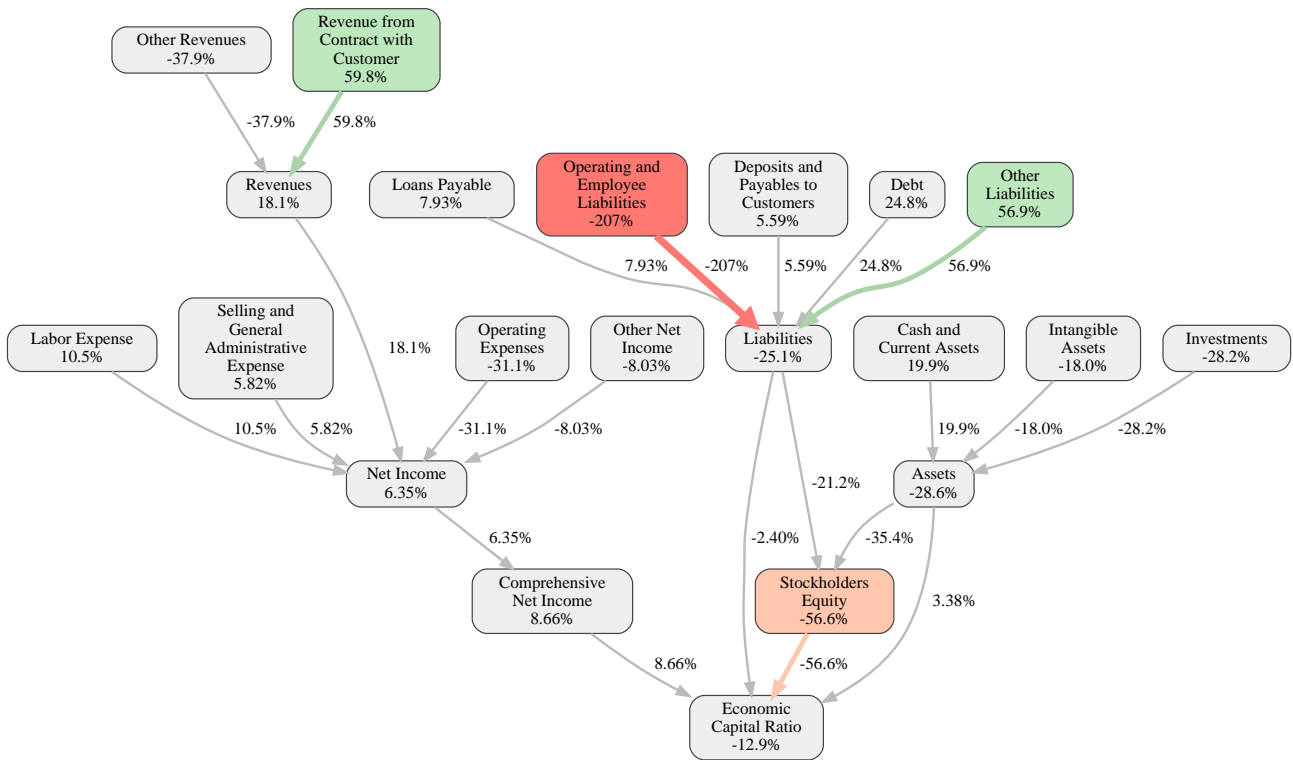 Other Revenues
-37.9%
Revenue from
Contract with
Customer
59.8%
-37.9%
59.8%
Revenues
18.1%
Loans Payable
7.93%
Operating and
Employee
Liabilities
-207%
Deposits and
Payables to
Customers
5.59%
Debt
24.8%
Other
Liabilities
56.9%
7.93%
-207%
5.59%
24.8%
56.9%
Labor Expense
10.5%
Selling and
General
Administrative
Expense
5.82%
18.1%
Operating
Expenses
-31.1%
Other Net
Income
-8.03%
Liabilities
-25.1%
Cash and
Current Assets
19.9%
Intangible
Assets
-18.0%
Investments
-28.2%
10.5%
5.82%
-31.1%
-8.03%
19.9%
-18.0%
-28.2%
Net Income
6.35%
-21.2%
Assets
-28.6%
6.35%
-2.40%
-35.4%
Comprehensive
Net Income
8.66%
Stockholders
Equity
-56.6%
3.38%
8.66%
-56.6%
Economic
Capital Ratio
-12.9%